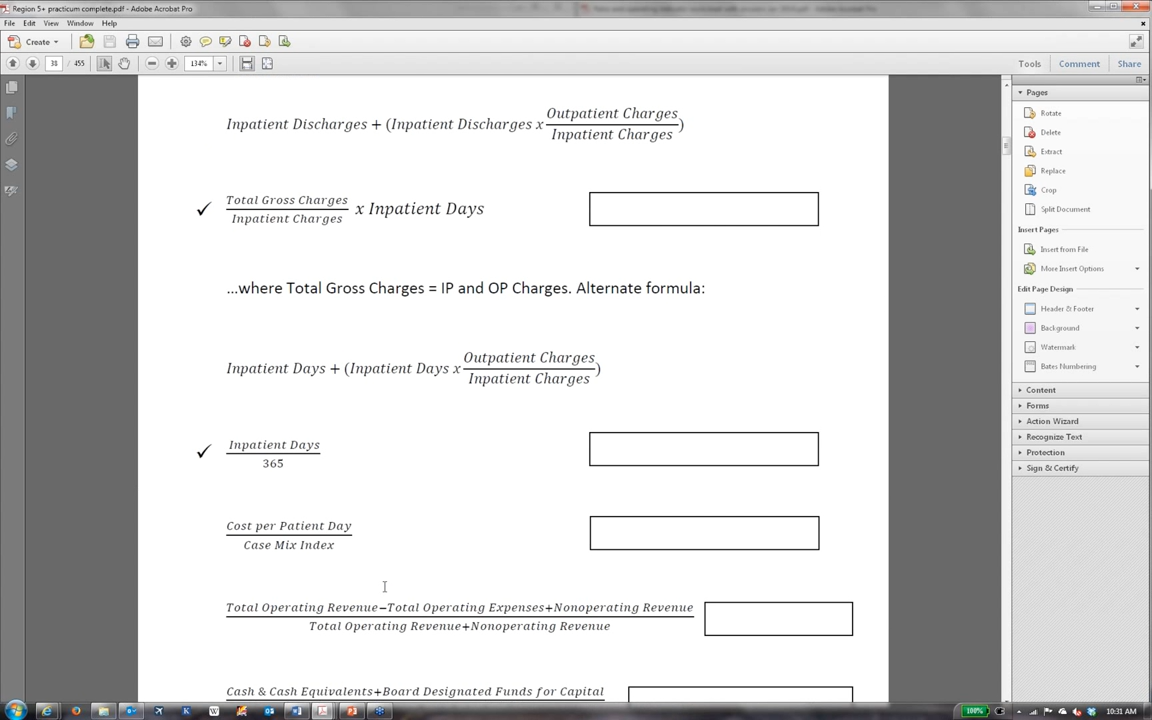 Region 5+ practicum complete.pdf - Adobe Acrobat Pro
File Edit View Window Help
Create
38 / 455 134% Tools Comment Share
Inpatient Discharges + (Inpatient Discharges x Outpatient Charges / Inpatient Charges)
✓ Total Gross Charges / Inpatient Charges x Inpatient Days
...where Total Gross Charges = IP and OP Charges. Alternate formula:
Inpatient Days + (Inpatient Days x Outpatient Charges / Inpatient Charges)
✓ Inpatient Days / 365
Cost per Patient Day / Case Mix Index
Total Operating Revenue−Total Operating Expenses+Nonoperating Revenue / Total Operating Revenue+Nonoperating Revenue
Cash & Cash Equivalents+Board Designated Funds for Capital
Pages
Rotate
Delete
Extract
Replace
Crop
Split Document
Insert Pages
Insert from File
More Insert Options
Edit Page Design
Header & Footer
Background
Watermark
Bates Numbering
Content
Forms
Action Wizard
Recognize Text
Protection
Sign & Certify
100% 10:31 AM